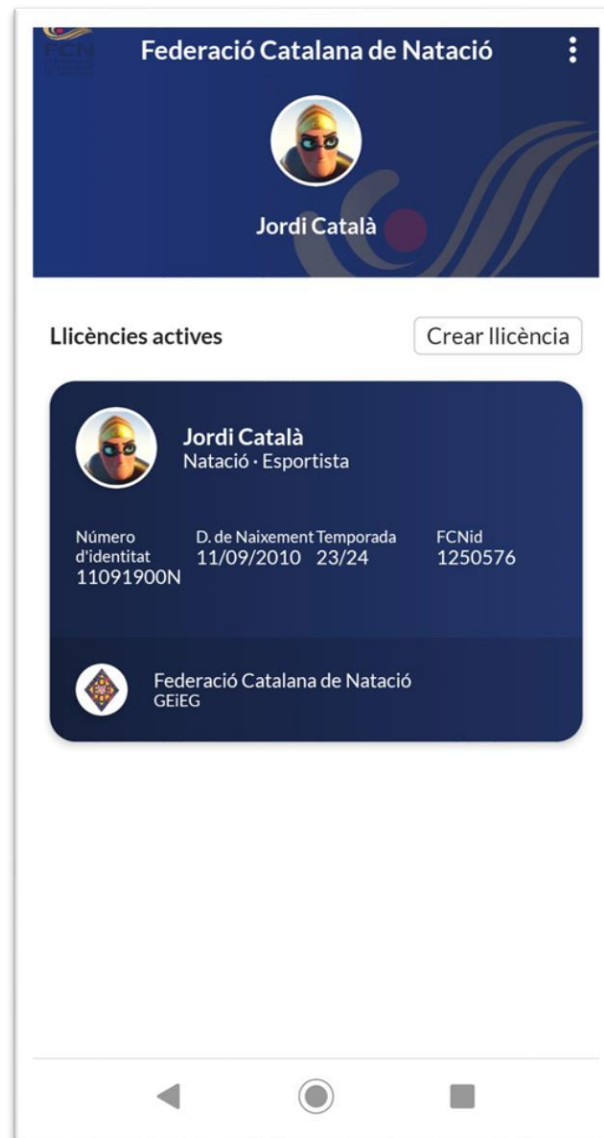 FCN
Federació Catalana de Natació
Jordi Català
Llicències actives
Crear llicència
Jordi Català
Natació · Esportista
Número d'identitat
11091900N
D. de Naixement
11/09/2010
Temporada
23/24
FCNid
1250576
Federació Catalana de Natació
GEiEG